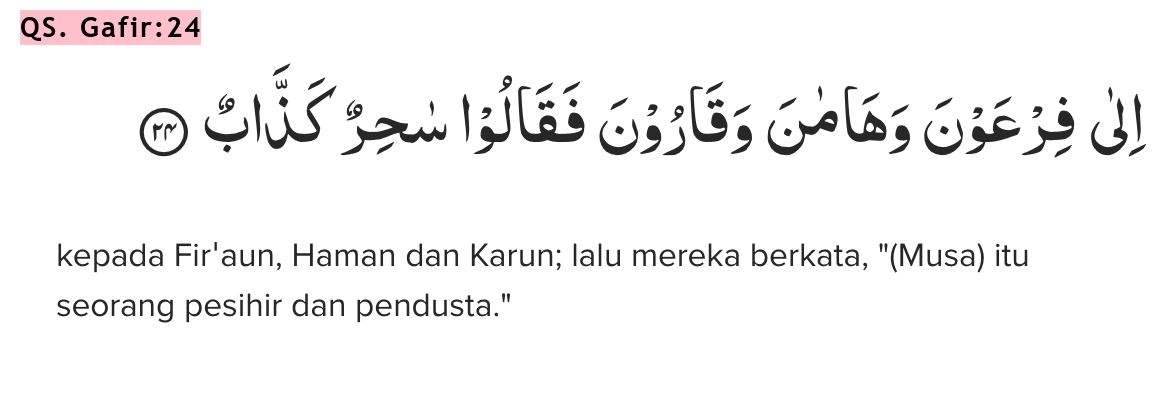 QS. Gafir:24
اِلٰى فِرْعَوْنَ وَهَامٰنَ وَقَارُوْنَ فَقَالُوْا سٰحِرٌ كَذَّابٌ ٢٤
kepada Fir'aun, Haman dan Karun; lalu mereka berkata, "(Musa) itu
seorang pesihir dan pendusta."